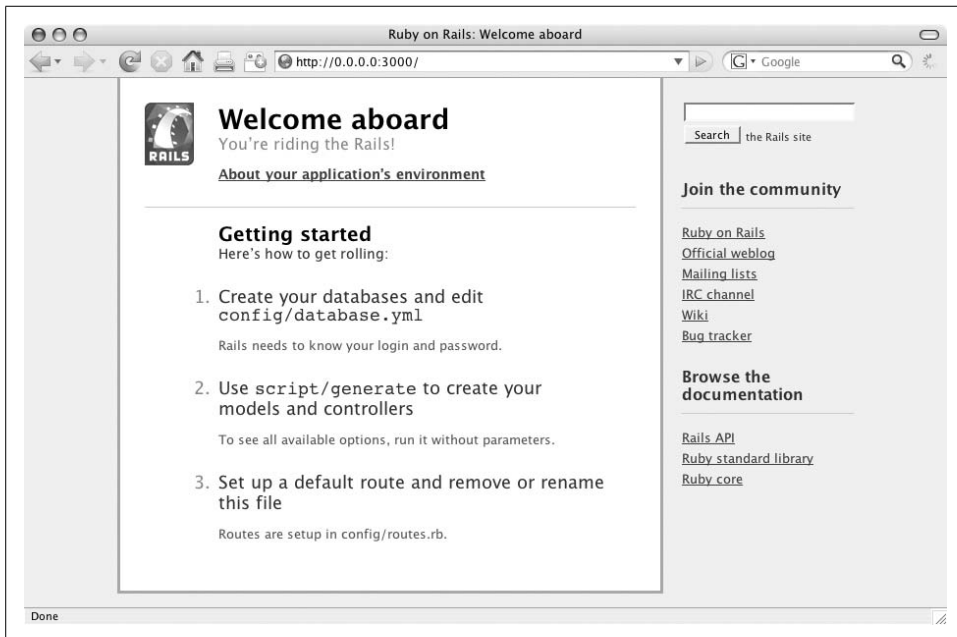 Ruby on Rails: Welcome aboard
http://0.0.0.0:3000/
G Google
RAILS
Welcome aboard
You're riding the Rails!
About your application's environment
Getting started
Here's how to get rolling:
1. Create your databases and edit
config/database.yml
Rails needs to know your login and password.
2. Use script/generate to create your
models and controllers
To see all available options, run it without parameters.
3. Set up a default route and remove or rename
this file
Routes are setup in config/routes.rb.
Search the Rails site
Join the community
Ruby on Rails
Official weblog
Mailing lists
IRC channel
Wiki
Bug tracker
Browse the
documentation
Rails API
Ruby standard library
Ruby core
Done